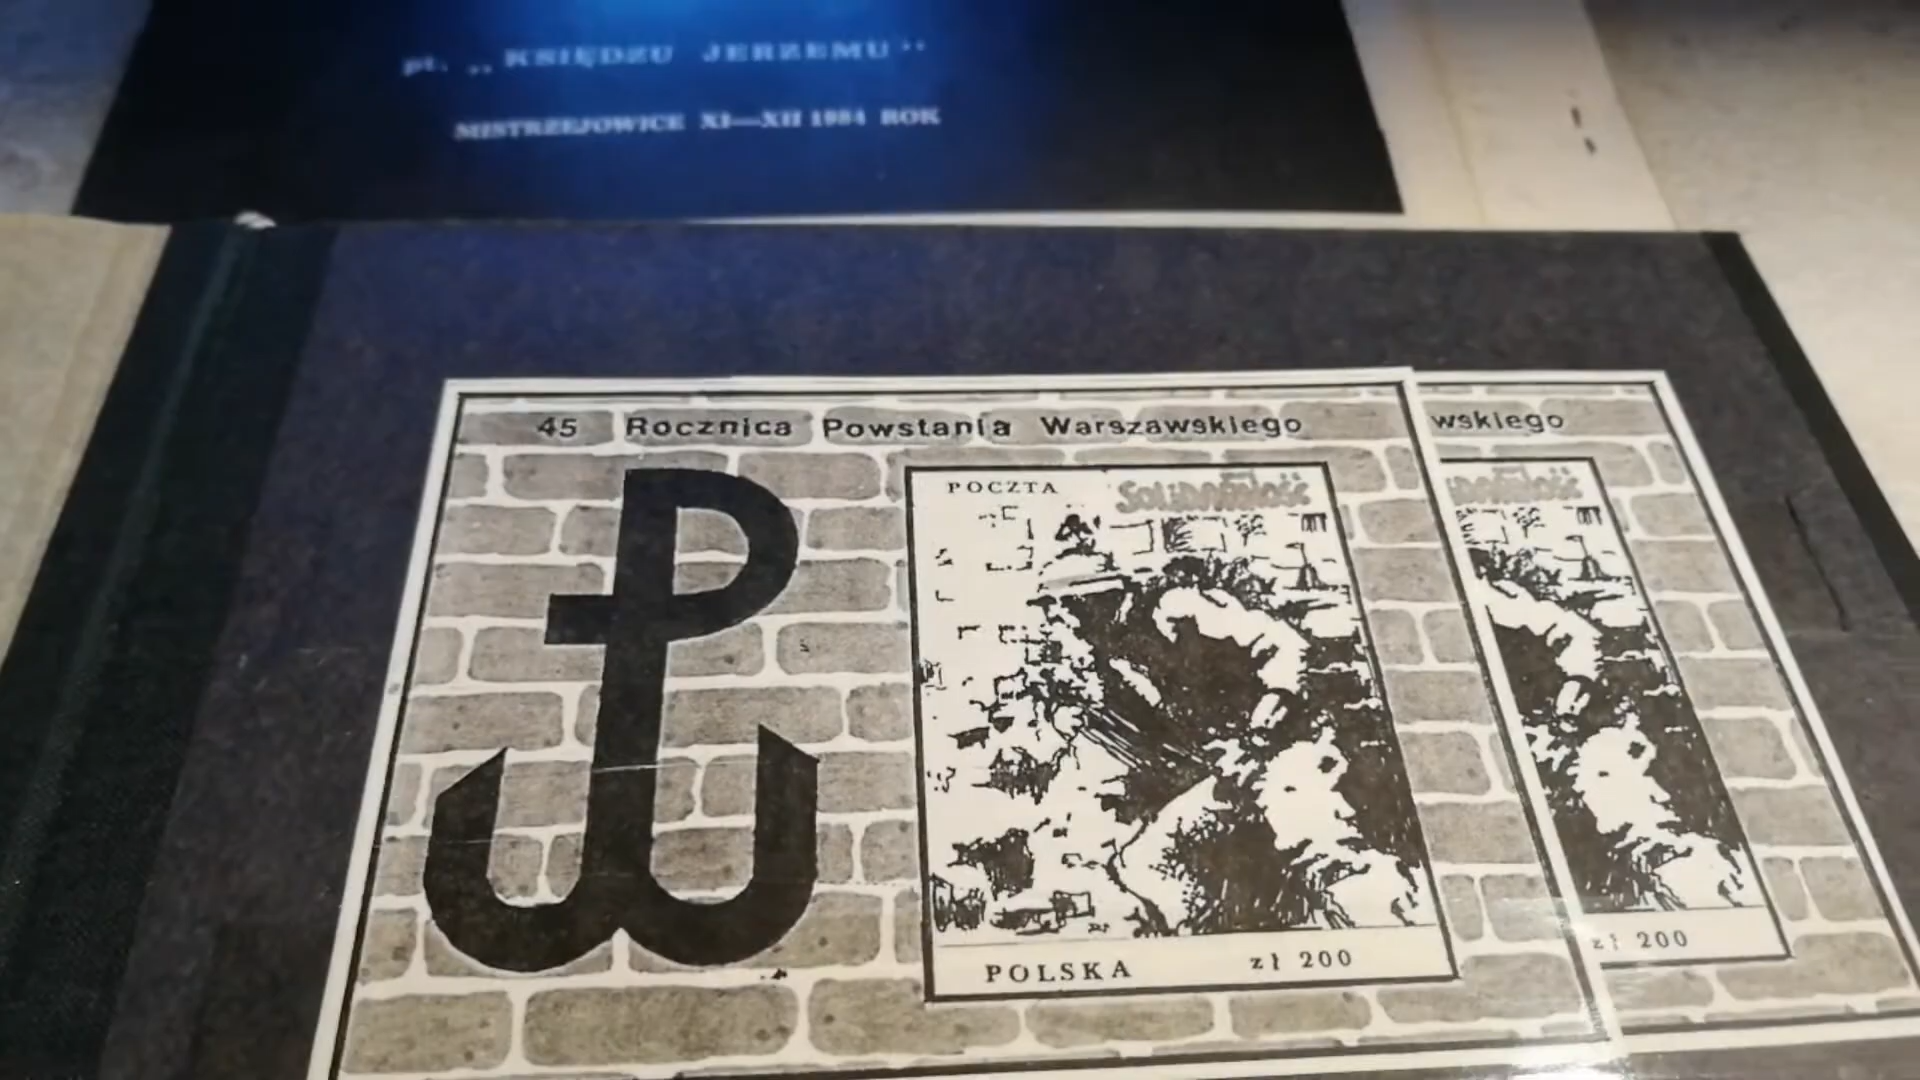 pt. „KSIĘDZU JERZEMU”
MISTRZEJOWICE XI—XII 1984 ROK
45 Rocznica Powstania Warszawskiego
wskiego
POCZTA
Solidarność
idarność
POLSKA
zł 200
zł 200